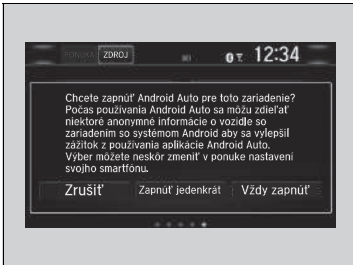 PONUKA ZDROJ 12:34
Chcete zapnúť Android Auto pre toto zariadenie?
Počas používania Android Auto sa môžu zdieľať
niektoré anonymné informácie o vozidle so
zariadením so systémom Android aby sa vylepšil
zážitok z používania aplikácie Android Auto.
Výber môžete neskôr zmeniť v ponuke nastavení
svojho smartfónu.
Zrušiť Zapnúť jedenkrát Vždy zapnúť